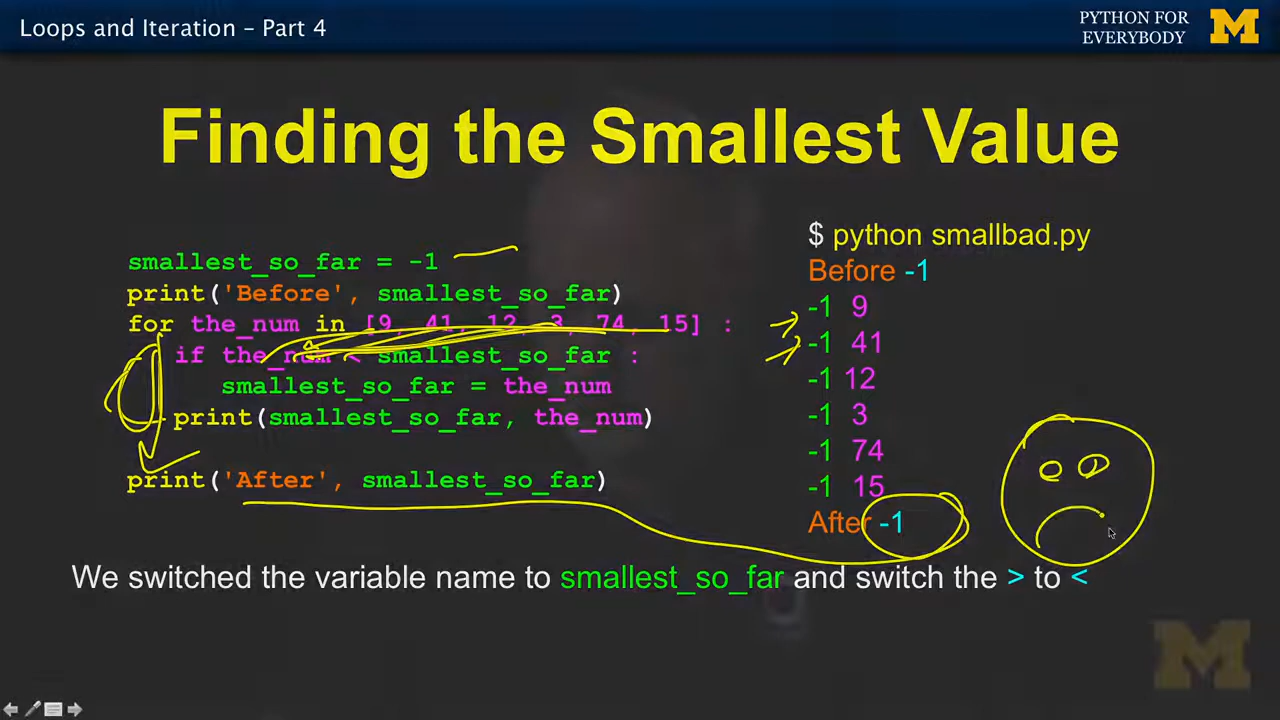 Loops and Iteration – Part 4
PYTHON FOR
EVERYBODY
Finding the Smallest Value
smallest_so_far = -1
print('Before', smallest_so_far)
for the_num in [9, 41, 12, 3, 74, 15] :
if the_num < smallest_so_far :
smallest_so_far = the_num
print(smallest_so_far, the_num)
print('After', smallest_so_far)
$ python smallbad.py
Before -1
-1 9
-1 41
-1 12
-1 3
-1 74
-1 15
After -1
We switched the variable name to smallest_so_far and switch the > to <
M
M